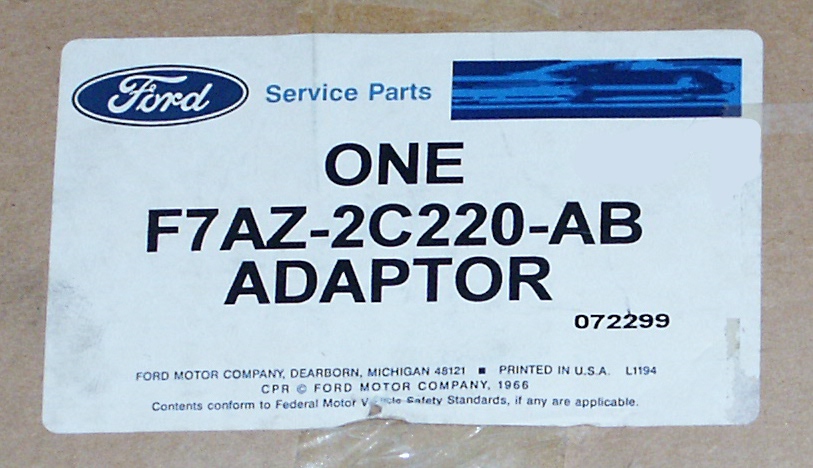 Ford Service Parts
ONE
F7AZ-2C220-AB
ADAPTOR
072299
FORD MOTOR COMPANY, DEARBORN, MICHIGAN 48121 ■ PRINTED IN U.S.A. L1194
CPR © FORD MOTOR COMPANY, 1966
Contents conform to Federal Motor Safety Standards, if any are applicable.